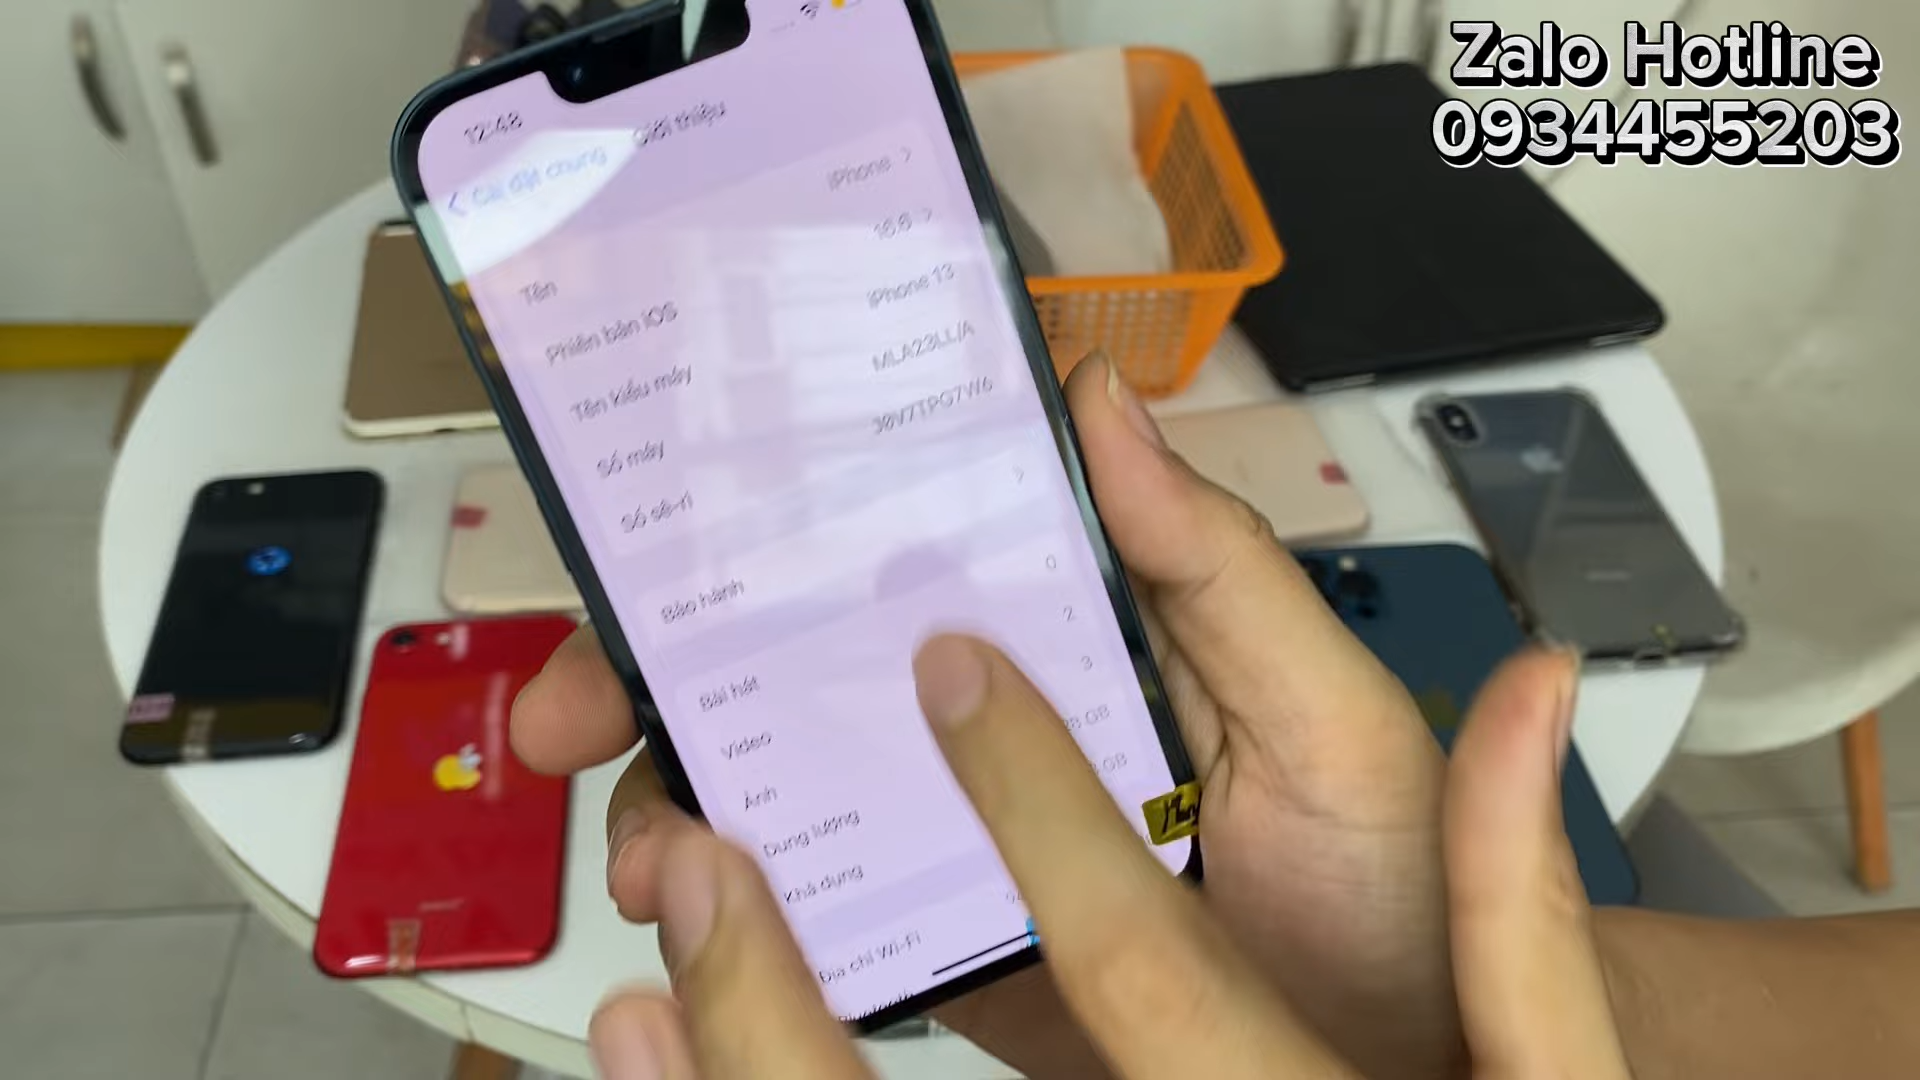 Zalo Hotline
0934455203
12:48
Giới thiệu
Cài đặt chung
Tên
iPhone
Phiên bản iOS
16.6
Tên kiểu máy
iPhone 13
Số máy
MLA23LL/A
Số sê-ri
Bảo hành
Bài hát
0
Video
2
Ảnh
3
Dung lượng
GB
Khả dụng
GB
Địa chỉ Wi-Fi